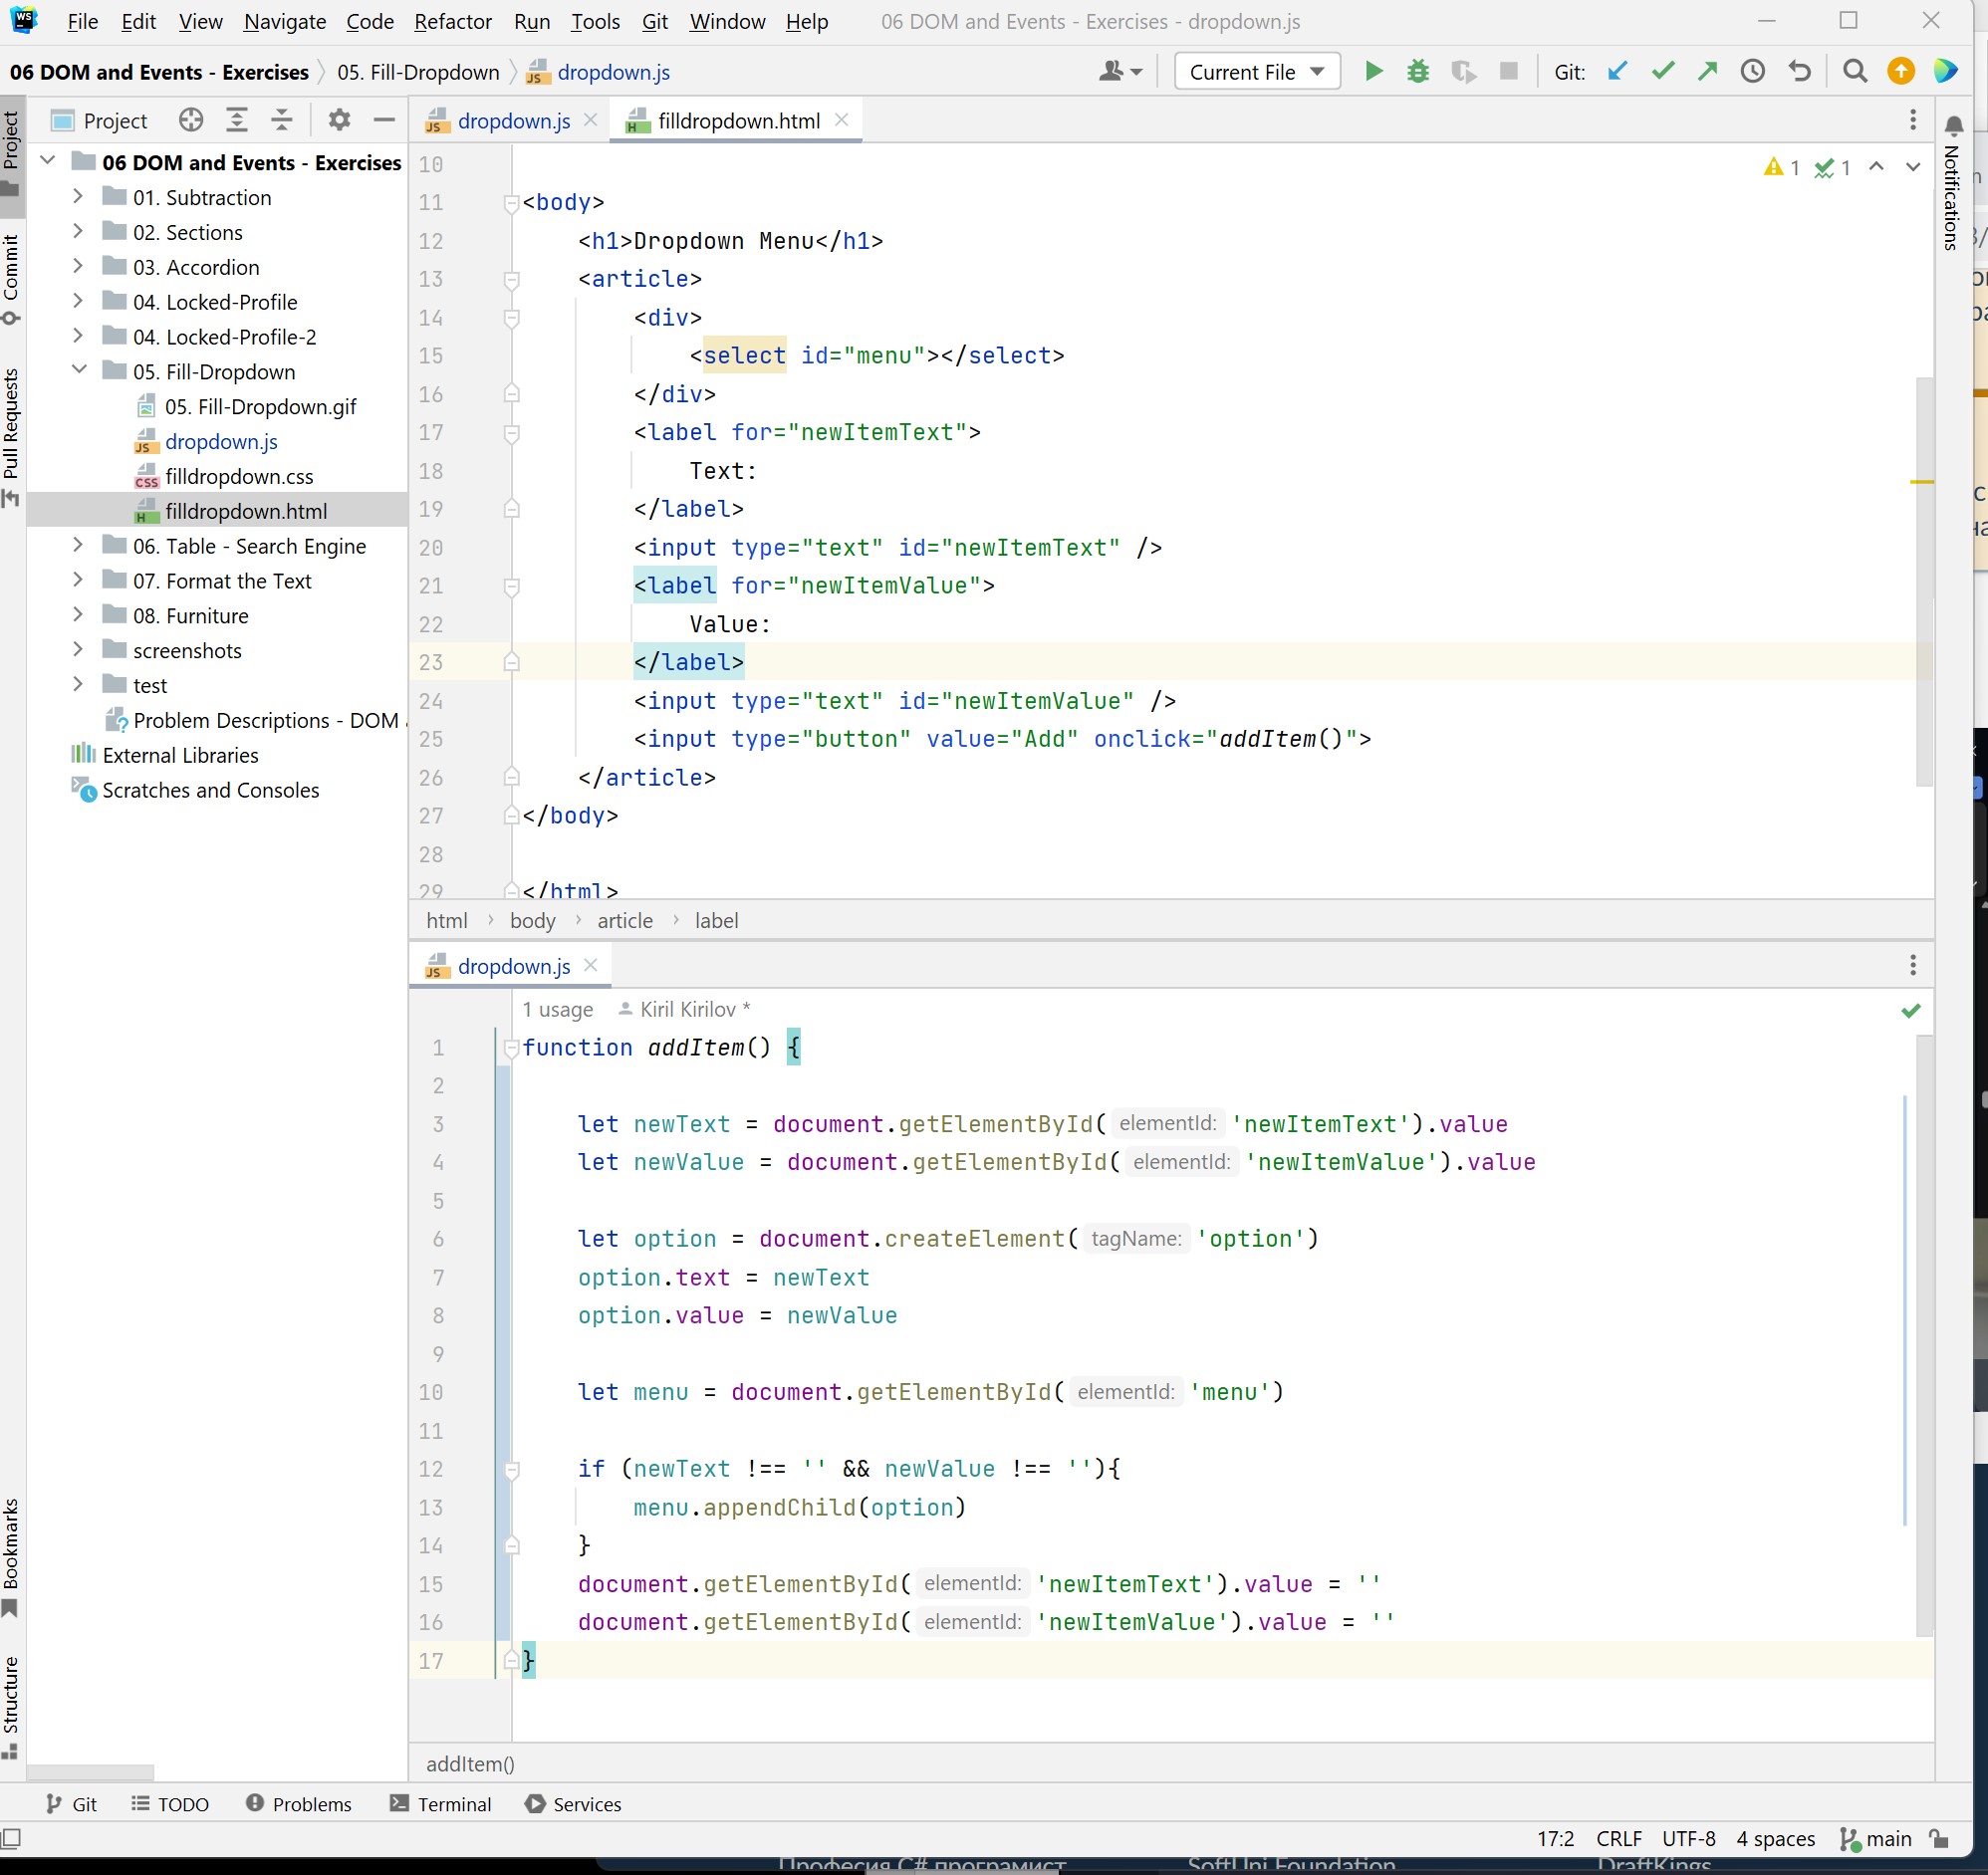 File Edit View Navigate Code Refactor Run Tools Git Window Help 06 DOM and Events - Exercises - dropdown.js
06 DOM and Events - Exercises 05. Fill-Dropdown dropdown.js Current File Git:
Project
dropdown.js filldropdown.html
Project
Commit
Pull Requests
Bookmarks
Structure
Notifications
06 DOM and Events - Exercises
01. Subtraction
02. Sections
03. Accordion
04. Locked-Profile
04. Locked-Profile-2
05. Fill-Dropdown
05. Fill-Dropdown.gif
dropdown.js
filldropdown.css
filldropdown.html
06. Table - Search Engine
07. Format the Text
08. Furniture
screenshots
test
Problem Descriptions - DOM
External Libraries
Scratches and Consoles
1 1
10
11 <body>
12 <h1>Dropdown Menu</h1>
13 <article>
14 <div>
15 <select id="menu"></select>
16 </div>
17 <label for="newItemText">
18 Text:
19 </label>
20 <input type="text" id="newItemText" />
21 <label for="newItemValue">
22 Value:
23 </label>
24 <input type="text" id="newItemValue" />
25 <input type="button" value="Add" onclick="addItem()">
26 </article>
27 </body>
28
29 </html>
html body article label
dropdown.js
1 usage Kiril Kirilov *
1 function addItem() {
2
3 let newText = document.getElementById( elementId: 'newItemText').value
4 let newValue = document.getElementById( elementId: 'newItemValue').value
5
6 let option = document.createElement( tagName: 'option')
7 option.text = newText
8 option.value = newValue
9
10 let menu = document.getElementById( elementId: 'menu')
11
12 if (newText !== '' && newValue !== ''){
13 menu.appendChild(option)
14 }
15 document.getElementById( elementId: 'newItemText').value = ''
16 document.getElementById( elementId: 'newItemValue').value = ''
17 }
addItem()
Git TODO Problems Terminal Services
17:2 CRLF UTF-8 4 spaces main
Професия C# програмист SoftUni Foundation DraftKings